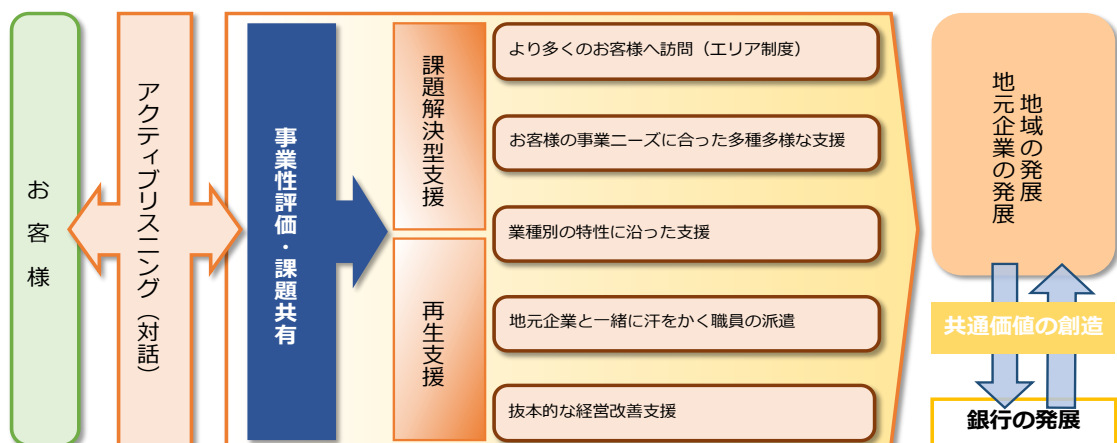 お客様
アクティブリスニング（対話）
事業性評価・課題共有
課題解決型支援
再生支援
より多くのお客様へ訪問（エリア制度）
お客様の事業ニーズに合った多種多様な支援
業種別の特性に沿った支援
地元企業と一緒に汗をかく職員の派遣
抜本的な経営改善支援
地域の発展
地元企業の発展
共通価値の創造
銀行の発展